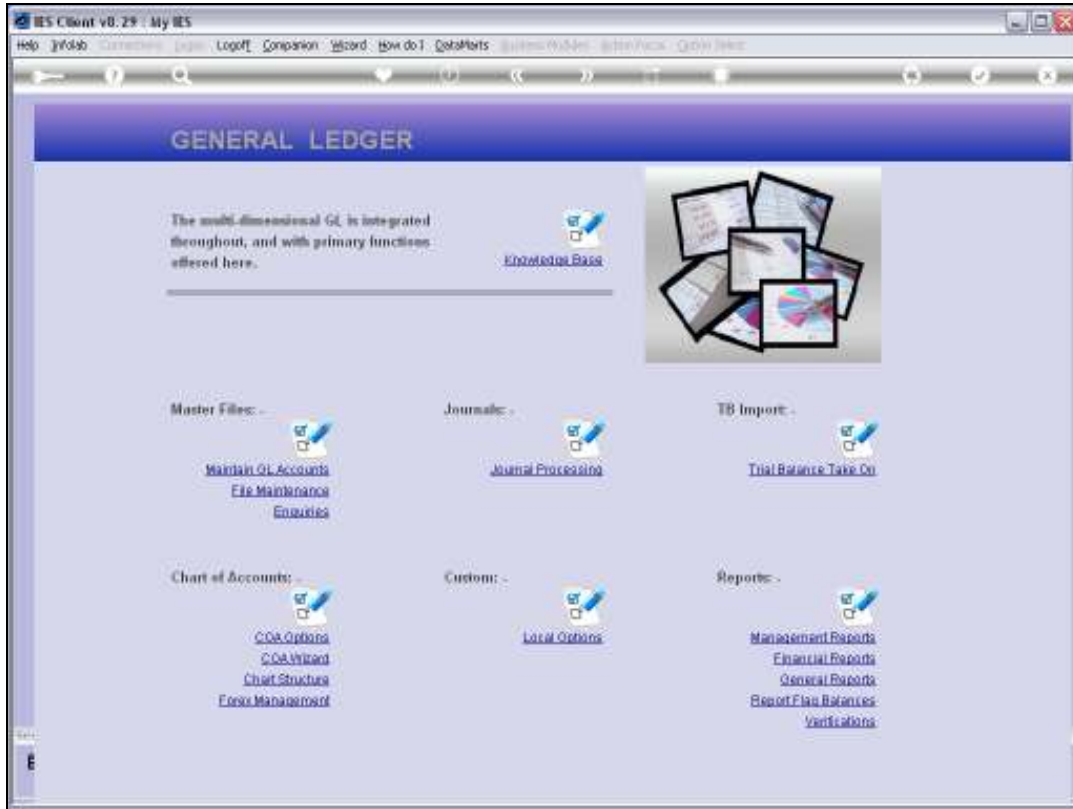 IES Client v8.29 : My IES
Help Infolab Logoff Companion Wizard How do I DataMarts
GENERAL LEDGER
The multi-dimensional GL is integrated
throughout, and with primary functions
offered here.
Knowledge Base
Master Files: -
Journals: -
TB Import: -
Maintain GL Accounts
File Maintenance
Enquiries
Journal Processing
Trial Balance Take On
Chart of Accounts: -
Custom: -
Reports: -
COA Options
COA Wizard
Chart Structure
Forex Management
Local Options
Management Reports
Financial Reports
General Reports
Report Flag Balances
Verifications